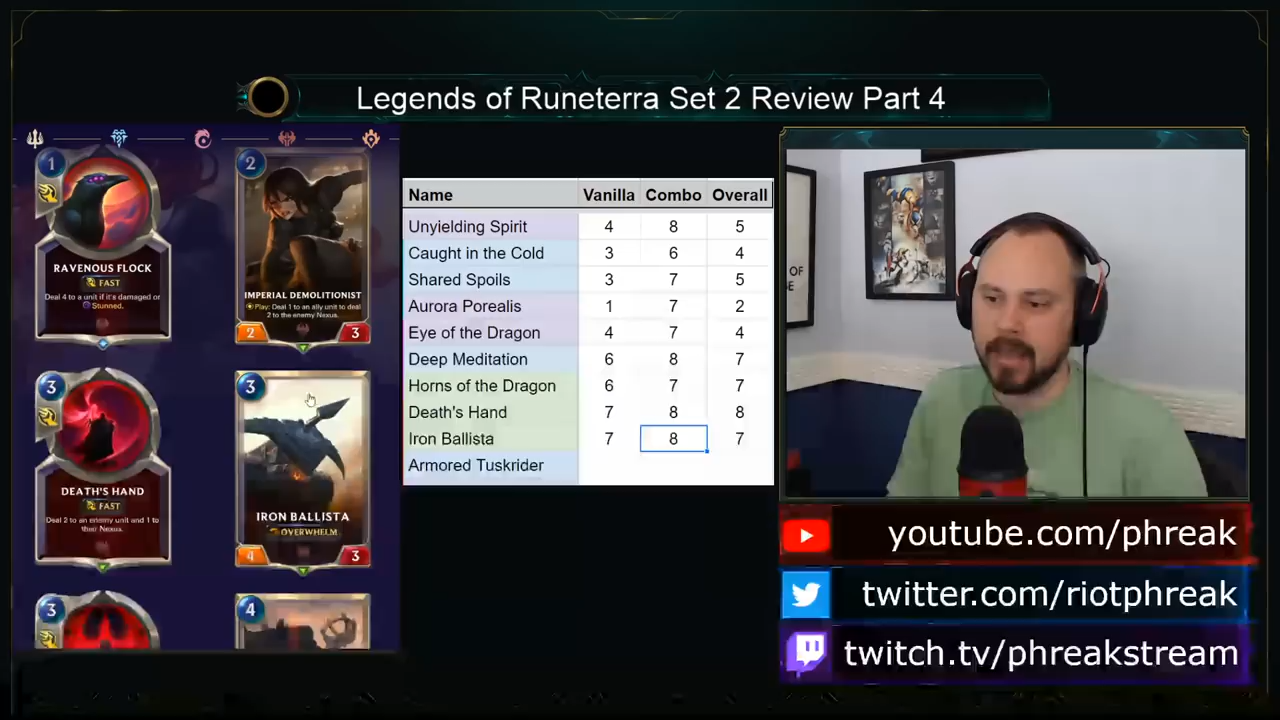 Legends of Runeterra Set 2 Review Part 4
1
RAVENOUS FLOCK
FAST
Deal 4 to a unit if it's damaged or
Stunned.
2
IMPERIAL DEMOLITIONIST
Play: Deal 1 to an ally unit to deal
2 to the enemy Nexus.
2 3
3
DEATH'S HAND
FAST
Deal 2 to an enemy unit and 1 to
their Nexus.
3
IRON BALLISTA
OVERWHELM
4 3
3
4
Name Vanilla Combo Overall
Unyielding Spirit 4 8 5
Caught in the Cold 3 6 4
Shared Spoils 3 7 5
Aurora Porealis 1 7 2
Eye of the Dragon 4 7 4
Deep Meditation 6 8 7
Horns of the Dragon 6 7 7
Death's Hand 7 8 8
Iron Ballista 7 8 7
Armored Tuskrider
OF
youtube.com/phreak
twitter.com/riotphreak
twitch.tv/phreakstream